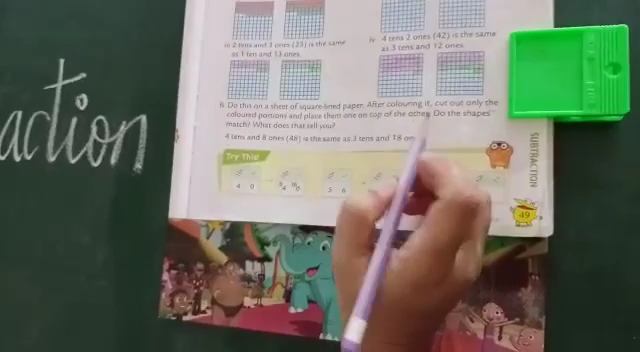 action
iii 2 tens and 3 ones (23) is the same
as 1 ten and 13 ones.
iv 4 tens 2 ones (42) is the same
as 3 tens and 12 ones.
b Do this on a sheet of square-lined paper. After colouring it, cut out only the
coloured portions and place them one on top of the other. Do the shapes
match? What does that tell you?
4 tens and 8 ones (48) is the same as 3 tens and 18
Try This!
4 0
5 6
SUBTRACTION
49